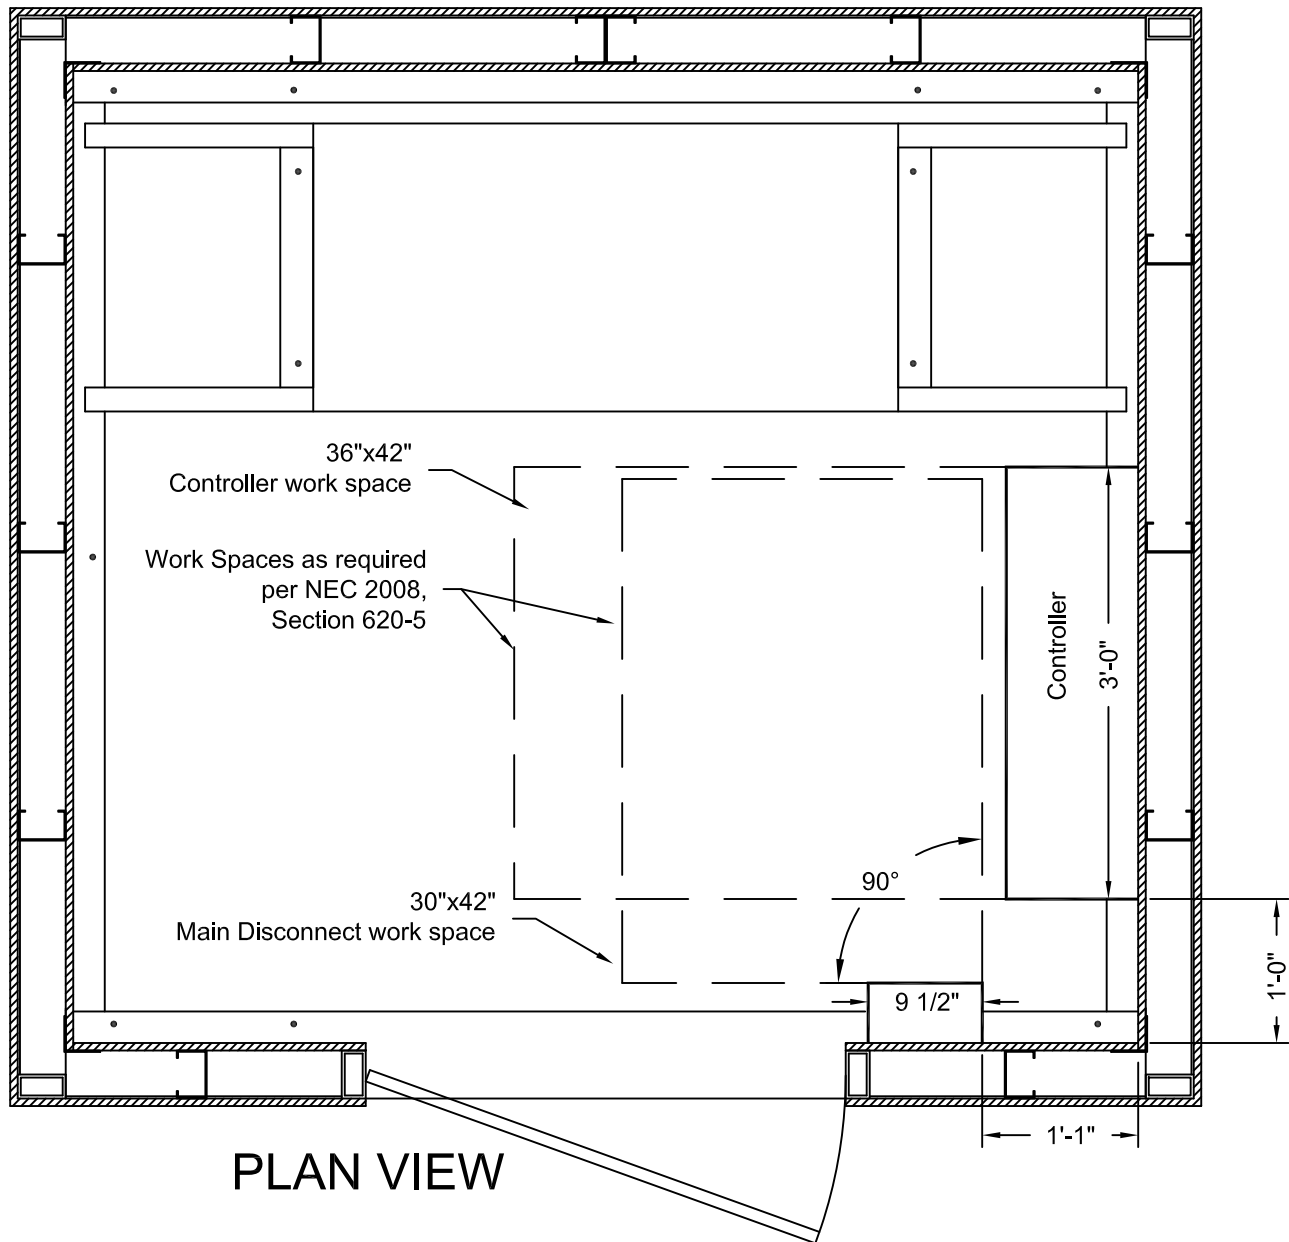 36"x42"
Controller work space
Work Spaces as required
per NEC 2008,
Section 620-5
Controller
3'-0"
90°
30"x42"
Main Disconnect work space
9 1/2"
1'-0"
1'-1"
PLAN VIEW